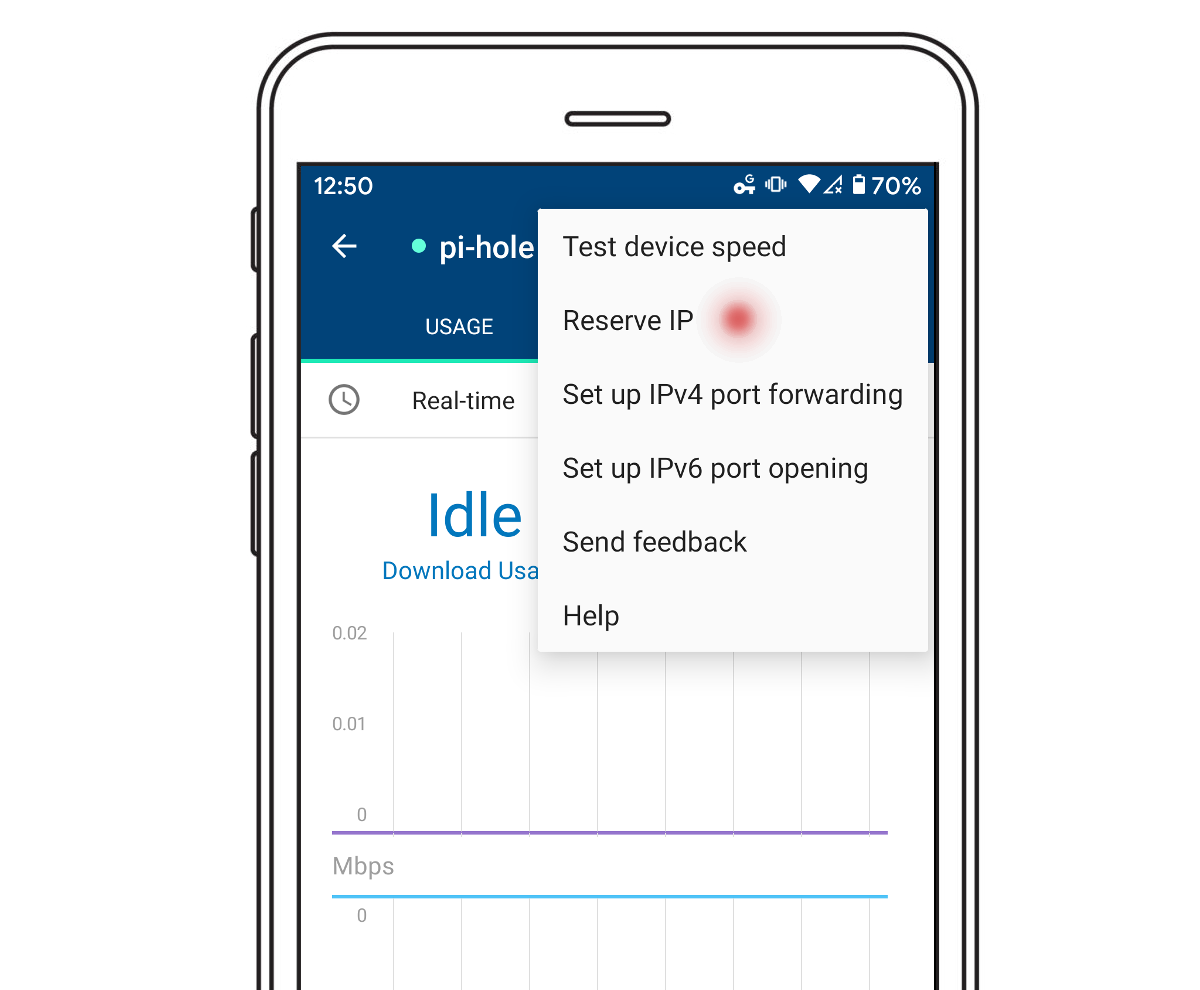 12:50
G
70%
pi-hole
USAGE
Real-time
Test device speed
Reserve IP
Set up IPv4 port forwarding
Set up IPv6 port opening
Send feedback
Help
Idle
Download Usa
0.02
0.01
0
Mbps
0